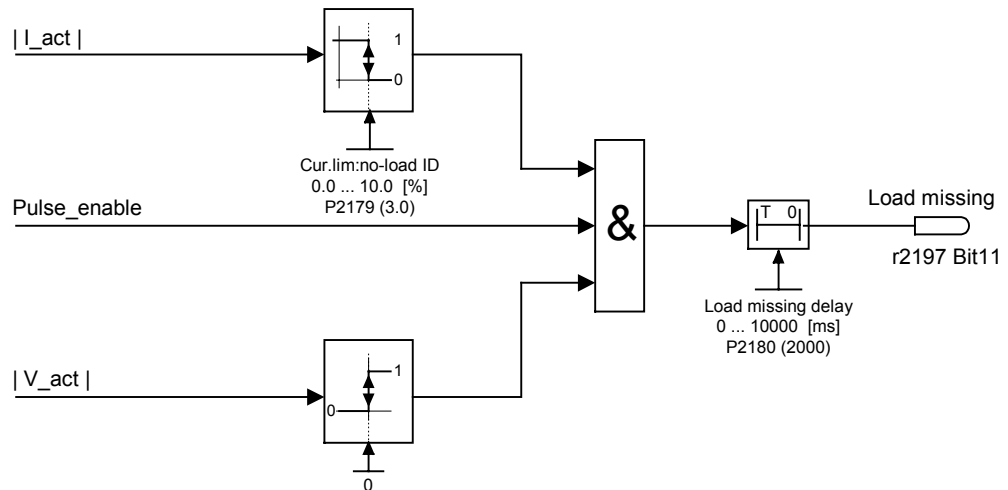 | I_act |
1
0
Cur.lim:no-load ID
0.0 ... 10.0 [%]
P2179 (3.0)
Pulse_enable
&
T 0
Load missing
r2197 Bit11
Load missing delay
0 ... 10000 [ms]
P2180 (2000)
| V_act |
1
0
0